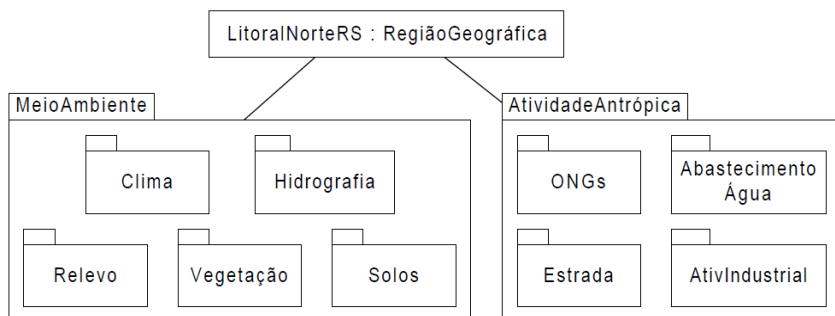 LitoralNorteRS : RegiãoGeográfica
MeioAmbiente
Clima
Hidrografia
Relevo
Vegetação
Solos
AtividadeAntrópica
ONGs
Abastecimento
Água
Estrada
AtivIndustrial